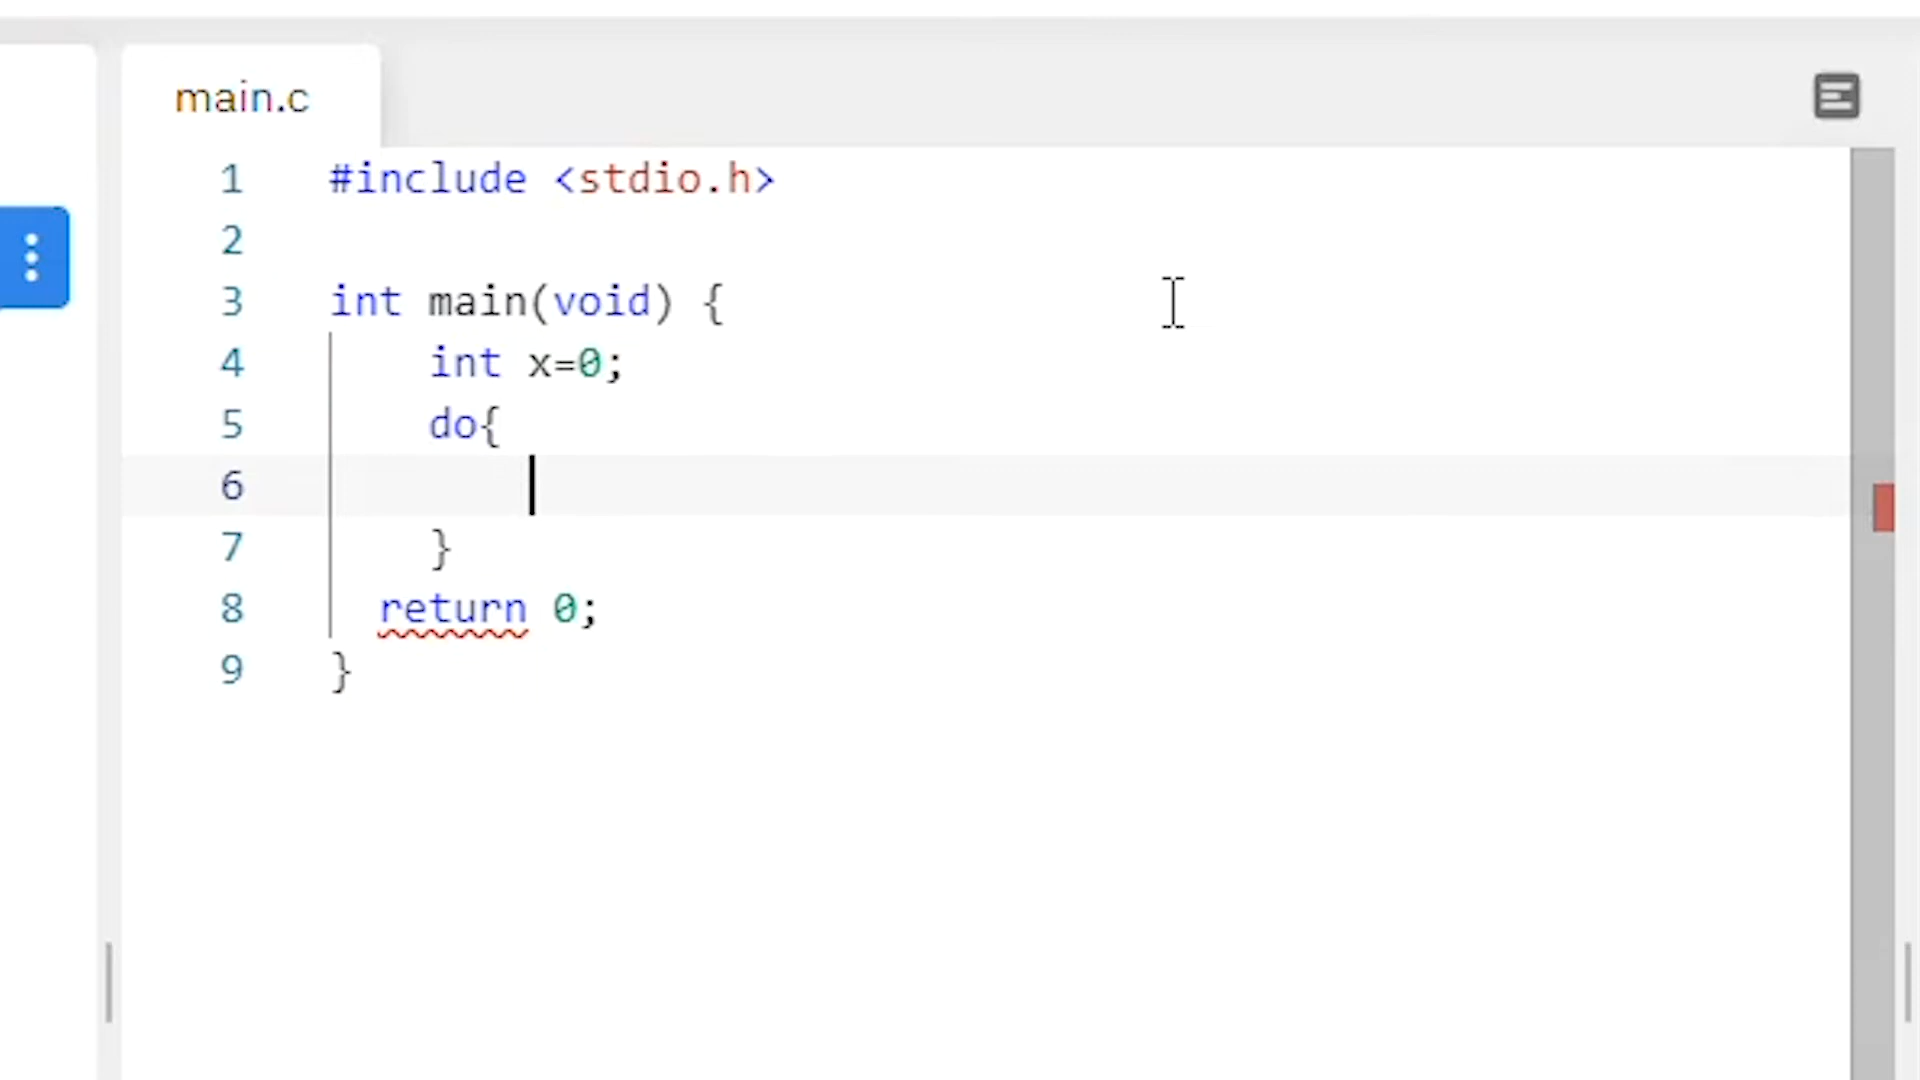 main.c
1 #include <stdio.h>
2
3 int main(void) {
4 int x=0;
5 do{
6
7 }
8 return 0;
9 }